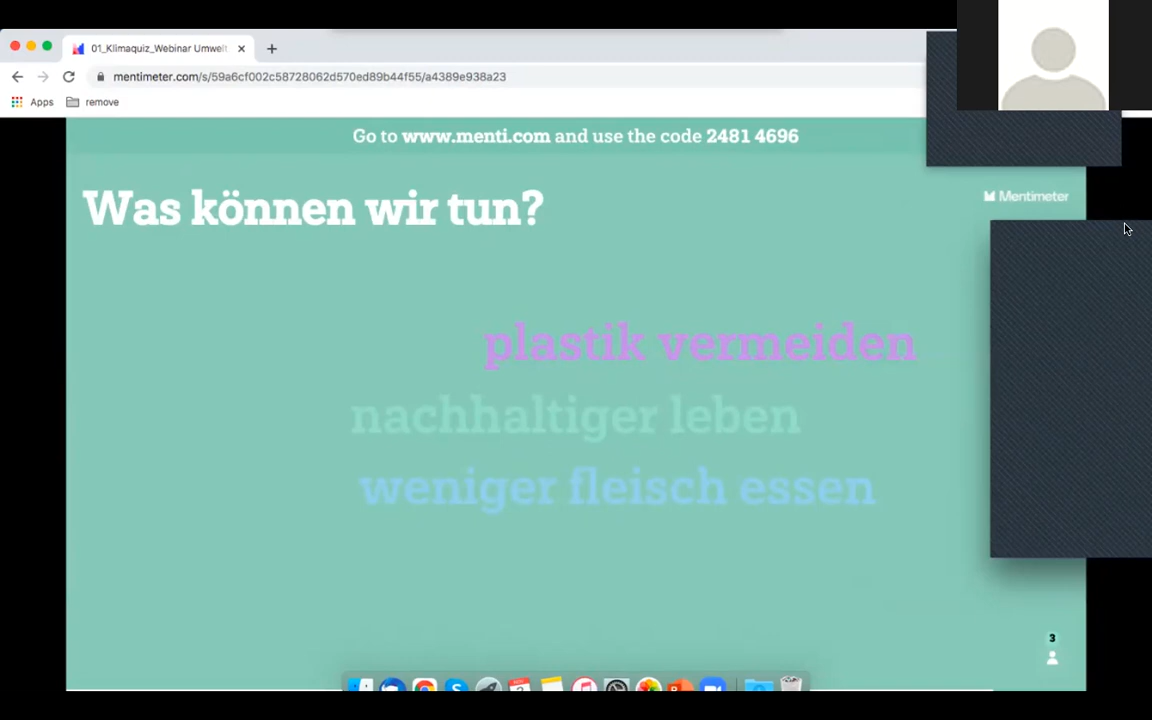 01_Klimaquiz_Webinar Umwelt
mentimeter.com/s/59a6cf002c58728062d570ed89b44f55/a4389e938a23
Apps
remove
Go to www.menti.com and use the code 2481 4696
Was können wir tun?
Mentimeter
plastik vermeiden
nachhaltiger leben
weniger fleisch essen
3